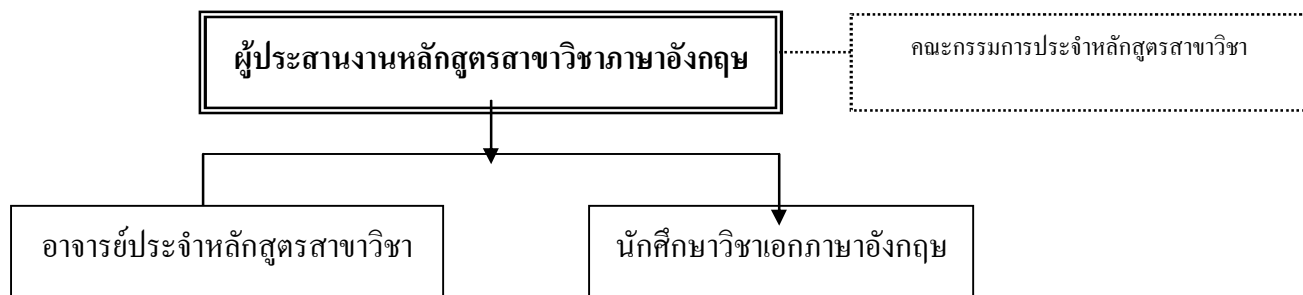 ผู้ประสานงานหลักสูตรสาขาวิชาภาษาอังกฤษ
คณะกรรมการประจำหลักสูตรสาขาวิชา
อาจารย์ประจำหลักสูตรสาขาวิชา
นักศึกษาวิชาเอกภาษาอังกฤษ